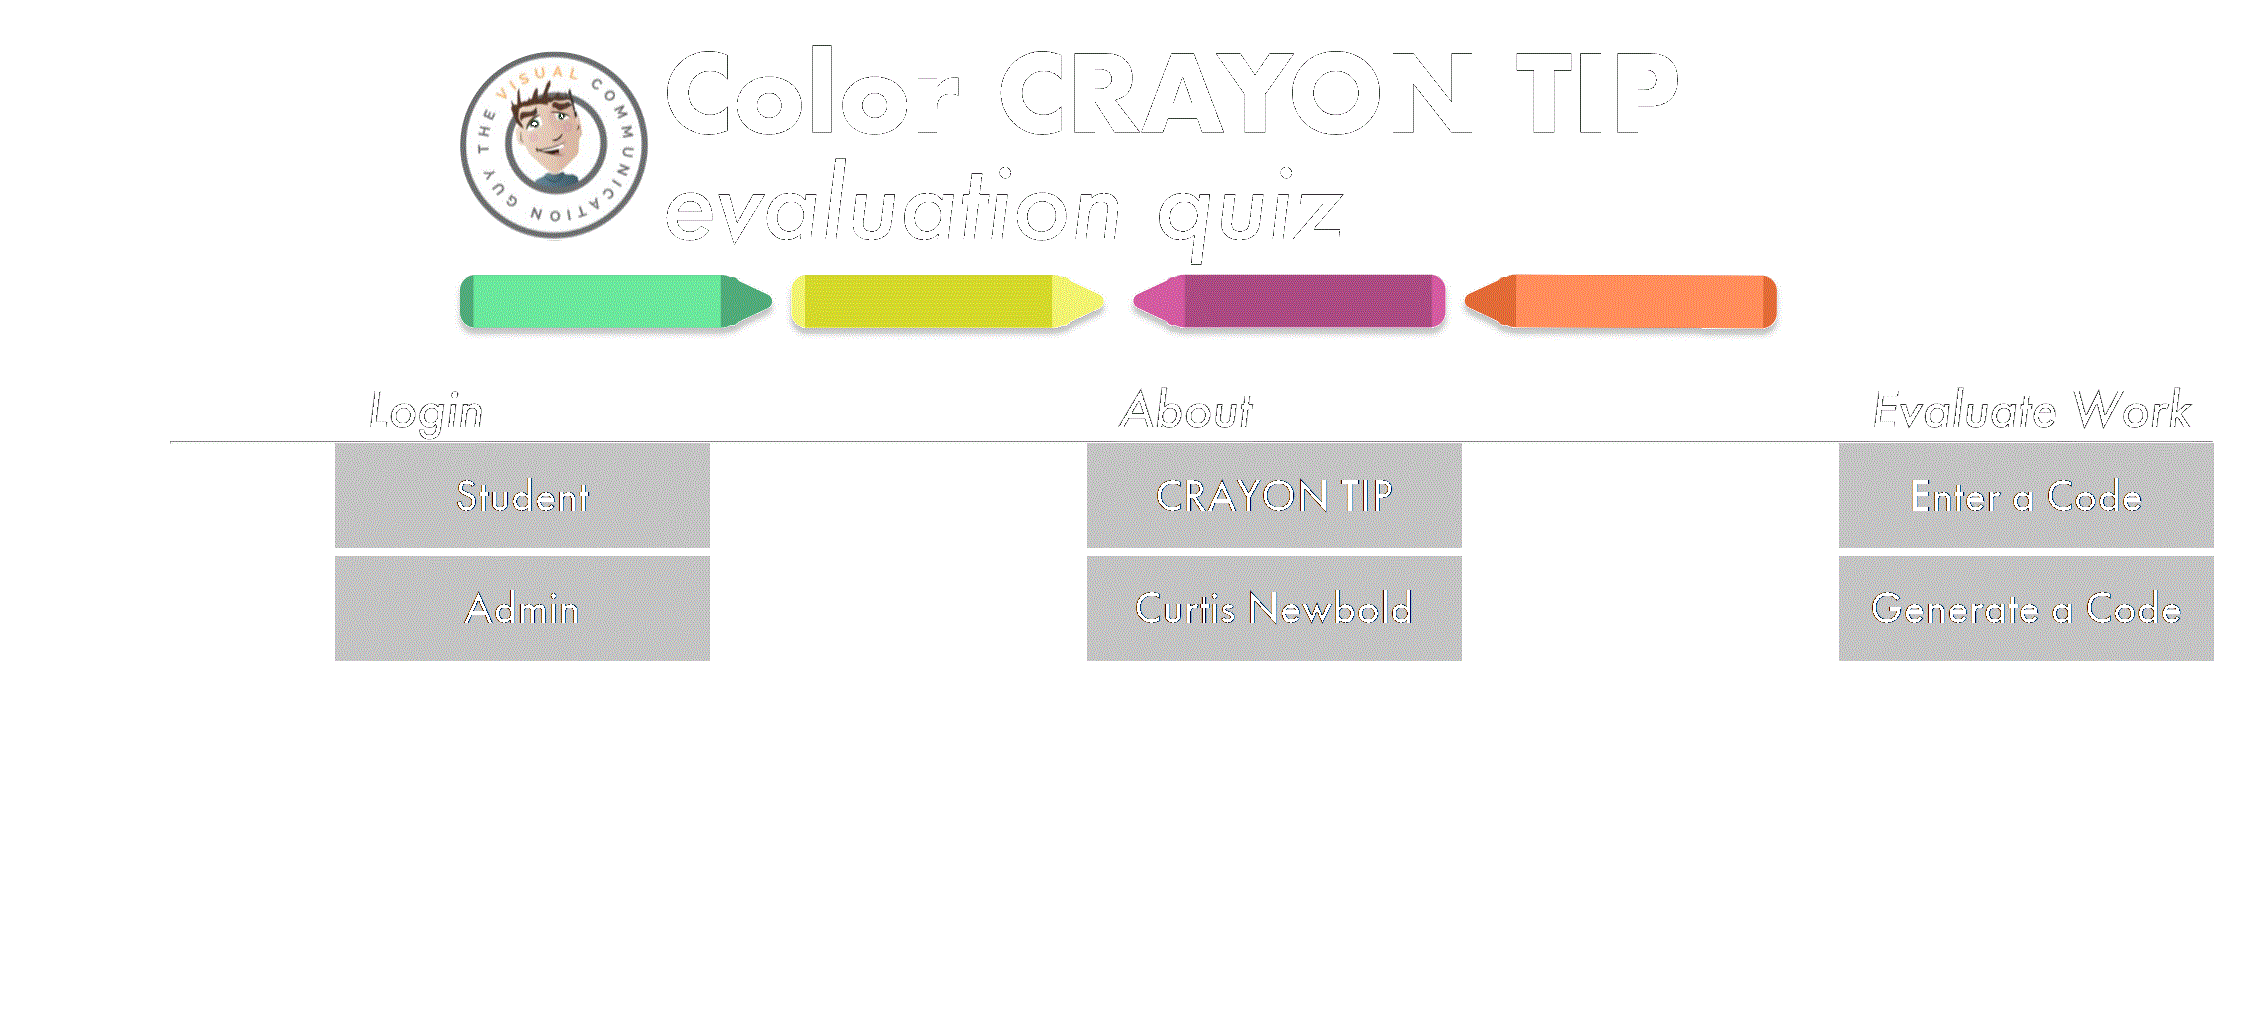 THE VISUAL COMMUNICATION GUY
Color CRAYON TIP
evaluation quiz
Login
About
Evaluate Work
Student
CRAYON TIP
Enter a Code
Admin
Curtis Newbold
Generate a Code